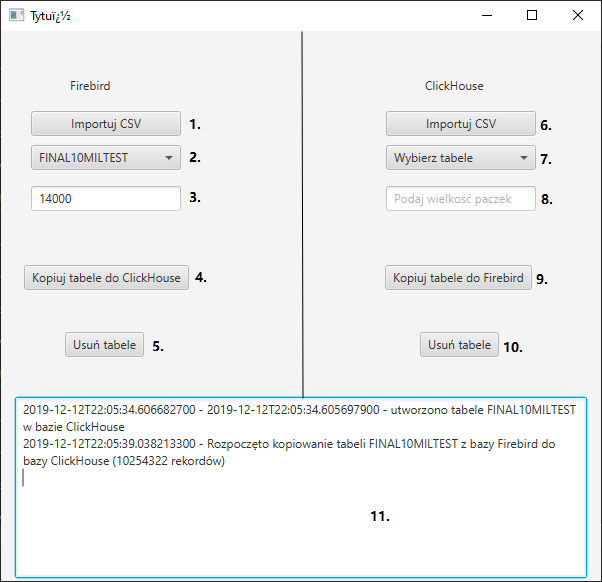 Tytuï¿½
Firebird
ClickHouse
Importuj CSV 1.
Importuj CSV 6.
FINAL10MILTEST 2.
Wybierz tabele 7.
14000 3.
Podaj wielkość paczek 8.
Kopiuj tabele do ClickHouse 4.
Kopiuj tabele do Firebird 9.
Usuń tabele 5.
Usuń tabele 10.
2019-12-12T22:05:34.606682700 - 2019-12-12T22:05:34.605697900 - utworzono tabele FINAL10MILTEST
w bazie ClickHouse
2019-12-12T22:05:39.038213300 - Rozpoczęto kopiowanie tabeli FINAL10MILTEST z bazy Firebird do
bazy ClickHouse (10254322 rekordów)
11.